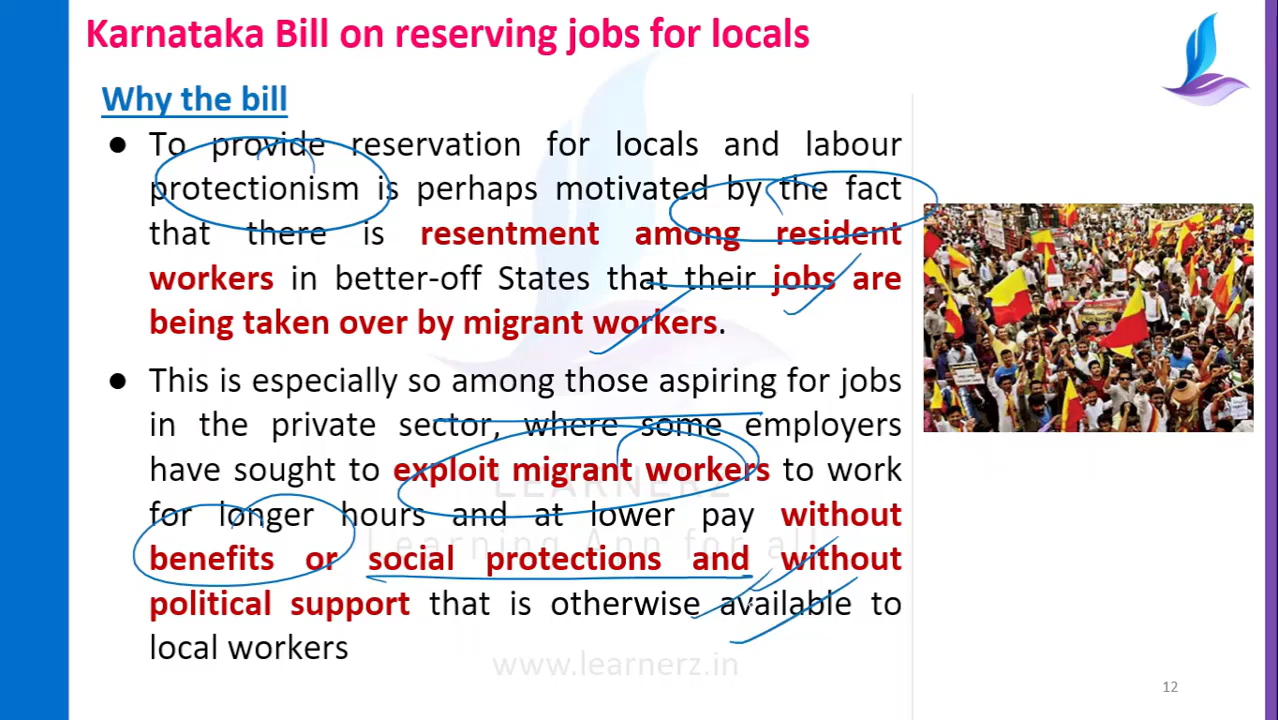 Karnataka Bill on reserving jobs for locals
Why the bill
● To provide reservation for locals and labour
protectionism is perhaps motivated by the fact
that there is resentment among resident
workers in better-off States that their jobs are
being taken over by migrant workers.
● This is especially so among those aspiring for jobs
in the private sector, where some employers
have sought to exploit migrant workers to work
for longer hours and at lower pay without
benefits or social protections and without
political support that is otherwise available to
local workers
LEARNERZ
Learning App for all
www.learnerz.in
12